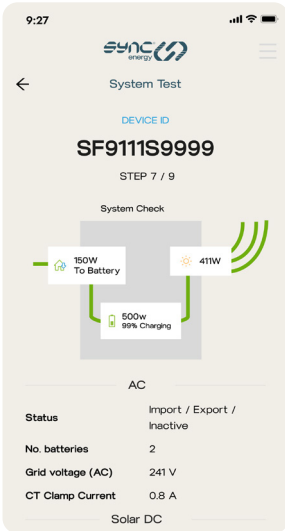 9:27
SYNC
energy
System Test
DEVICE ID
SF9111S9999
STEP 7 / 9
System Check
150W
To Battery
411W
500w
99% Charging
AC
Status Import / Export /
Inactive
No. batteries 2
Grid voltage (AC) 241 V
CT Clamp Current 0.8 A
Solar DC